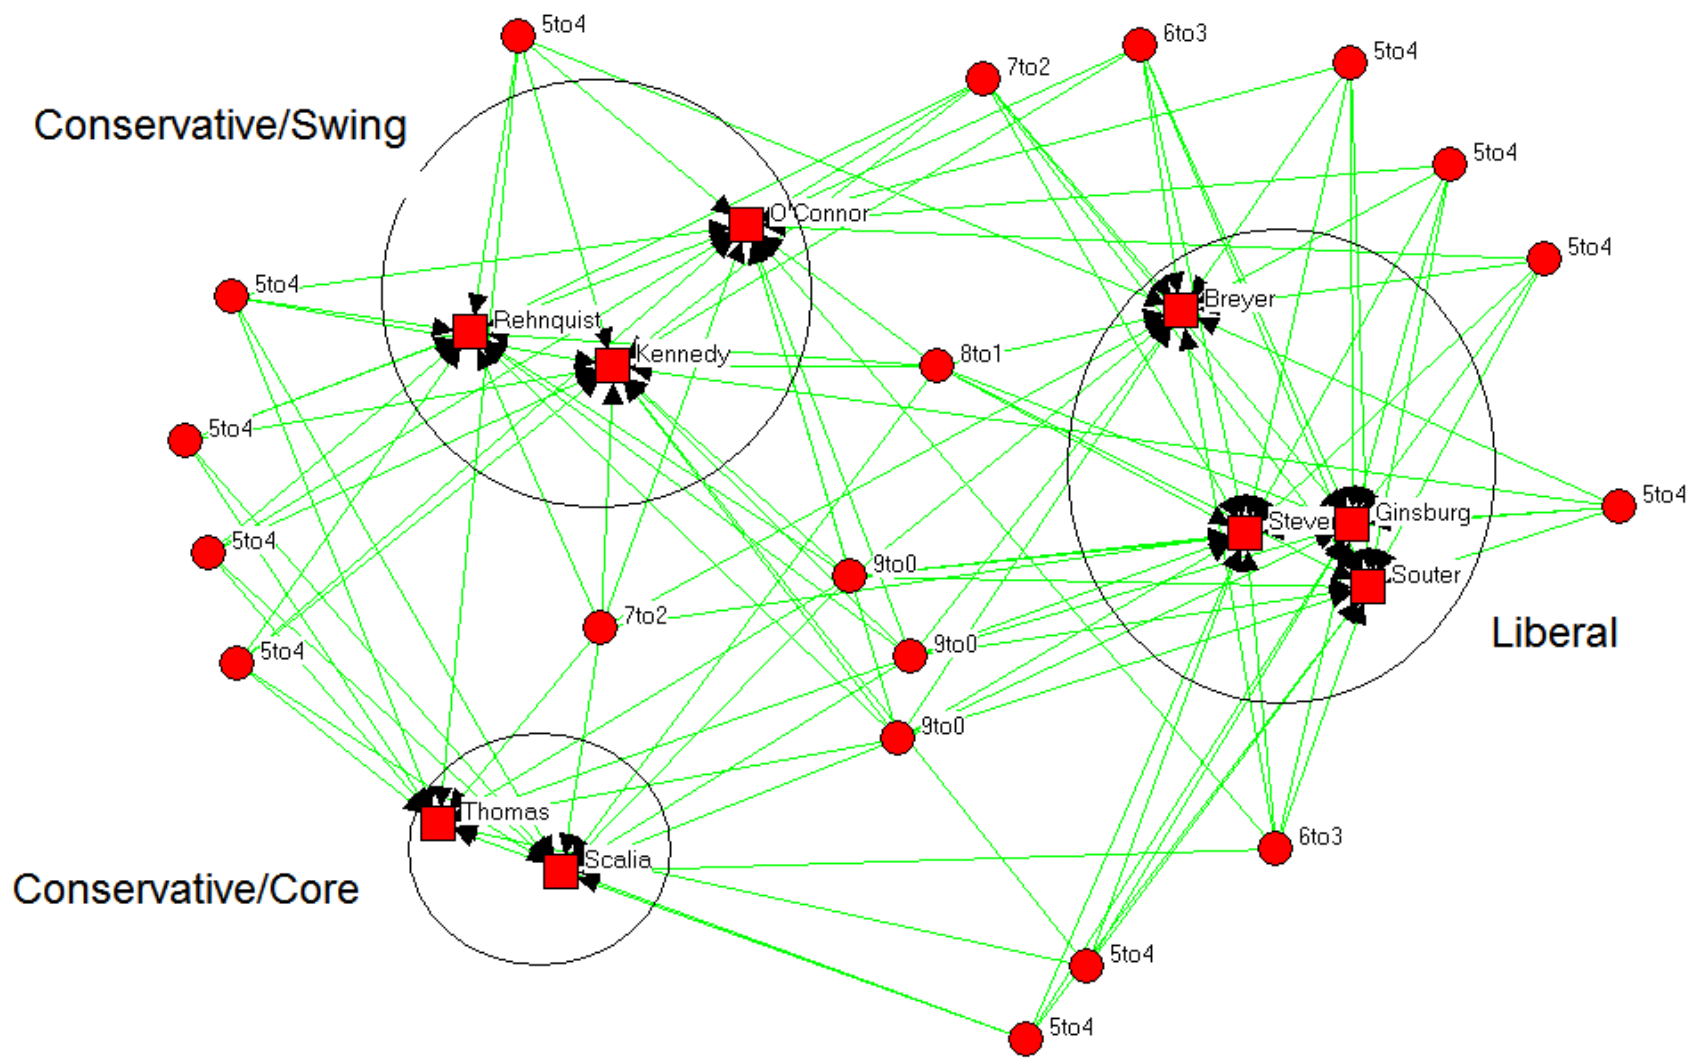 5to4
6to3
7to2
5to4
Conservative/Swing
5to4
O'Connor
5to4
5to4
Rehnquist
Breyer
Kennedy
8to1
5to4
5to4
Steve
Ginsburg
5to4
9to0
Souter
7to2
Liberal
9to0
5to4
9to0
Thomas
6to3
Scalia
Conservative/Core
5to4
5to4